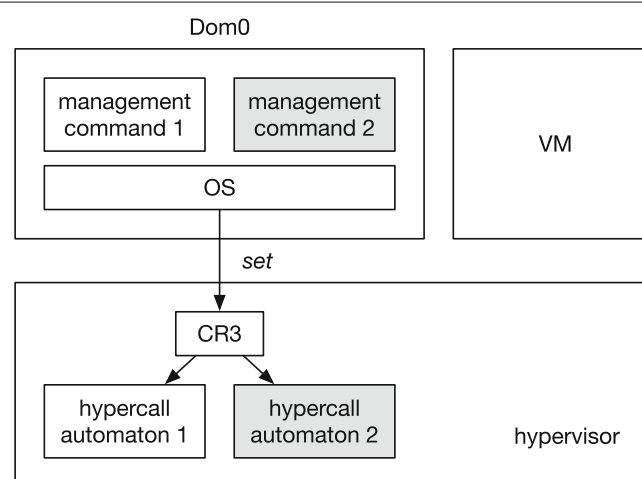 Dom0
management
command 1
management
command 2
VM
OS
set
CR3
hypercall
automaton 1
hypercall
automaton 2
hypervisor